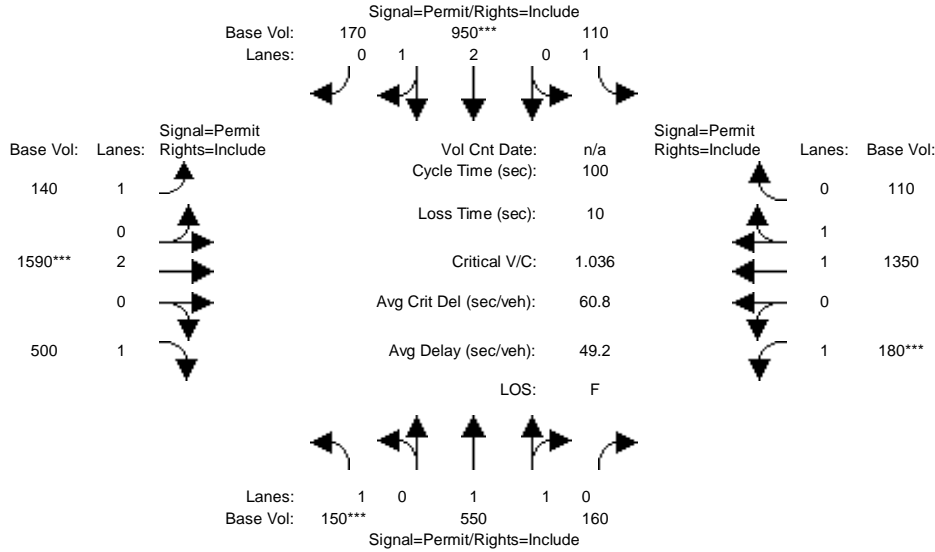 Signal=Permit/Rights=Include
Base Vol: 170 950*** 110
Lanes: 0 1 2 0 1
Signal=Permit Signal=Permit
Base Vol: Lanes: Rights=Include Vol Cnt Date: n/a Rights=Include Lanes: Base Vol:
Cycle Time (sec): 100
140 1 0 110
Loss Time (sec): 10
0 1
1590*** 2 Critical V/C: 1.036 1 1350
0 Avg Crit Del (sec/veh): 60.8 0
500 1 Avg Delay (sec/veh): 49.2 1 180***
LOS: F
Lanes: 1 0 1 1 0
Base Vol: 150*** 550 160
Signal=Permit/Rights=Include